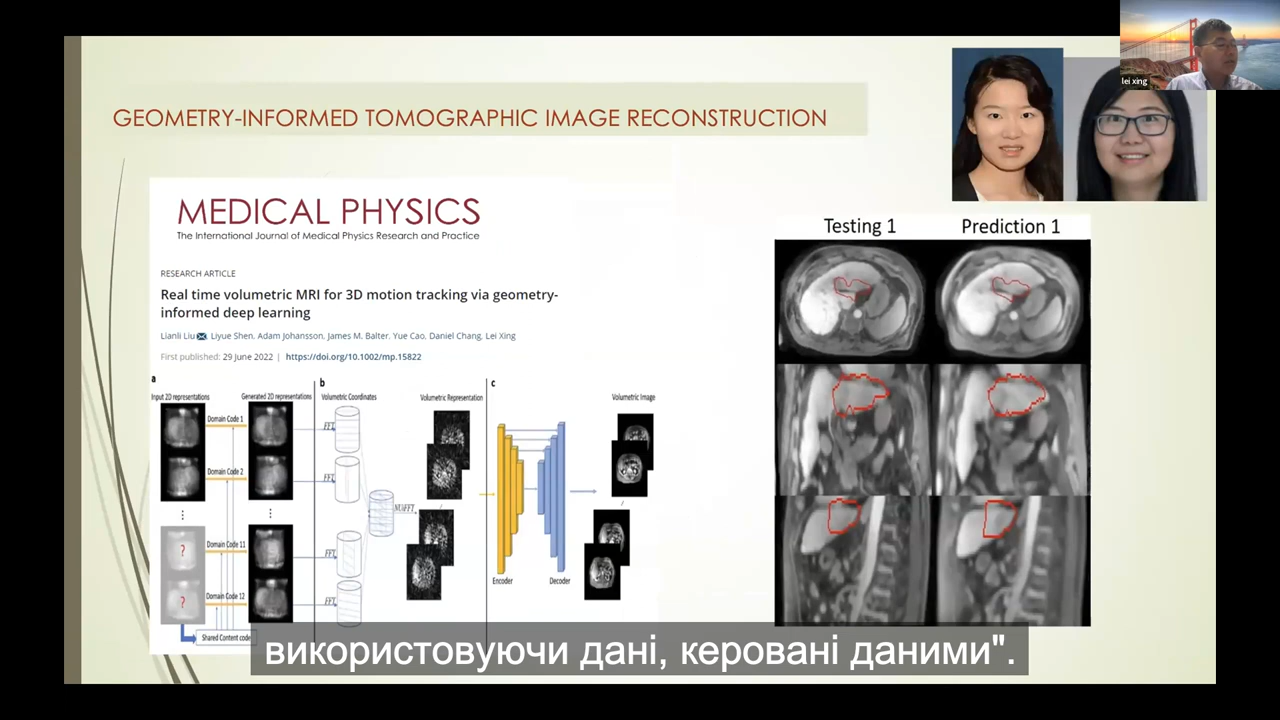 lei xing
GEOMETRY-INFORMED TOMOGRAPHIC IMAGE RECONSTRUCTION
MEDICAL PHYSICS
The International Journal of Medical Physics Research and Practice
RESEARCH ARTICLE
Real time volumetric MRI for 3D motion tracking via geometry-
informed deep learning
Lianli Liu, Liyue Shen, Adam Johansson, James M. Balter, Yue Cao, Daniel Chang, Lei Xing
First published: 29 June 2022 | https://doi.org/10.1002/mp.15822
a
Input 2D representations
Generated 2D representations
Domain Code 1
Domain Code 2
⋮
⋮
?
Domain Code 11
?
Domain Code 12
Shared Content code
b
Volumetric Coordinates
Volumetric Representation
FFT
FFT
FFT
FFT
NUFFT
c
Volumetric Image
Encoder
Decoder
Testing 1
Prediction 1
використовуючи дані, керовані даними".